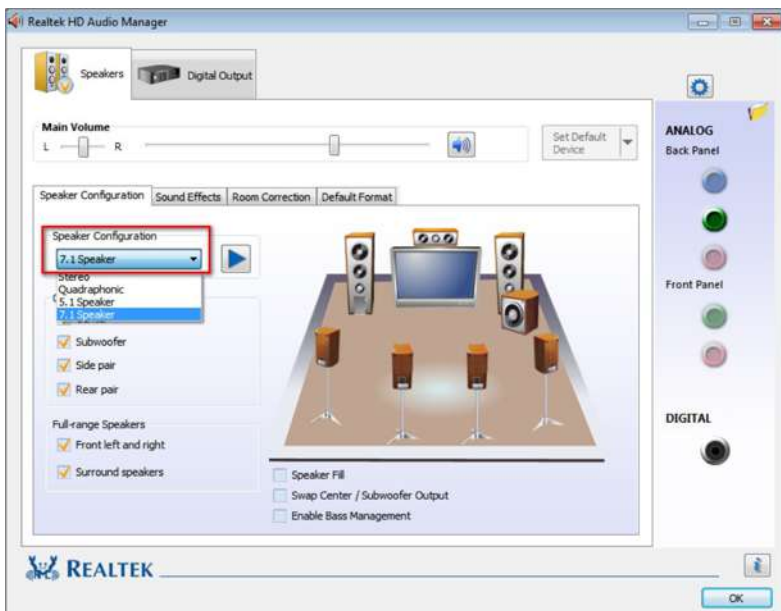 Realtek HD Audio Manager
Speakers
Digital Output
Main Volume
L
R
Set Default
Device
ANALOG
Back Panel
Speaker Configuration
Sound Effects
Room Correction
Default Format
Speaker Configuration
7.1 Speaker
Stereo
Quadraphonic
5.1 Speaker
7.1 Speaker
Subwoofer
Side pair
Rear pair
Front Panel
Full-range Speakers
Front left and right
Surround speakers
Speaker Fill
Swap Center / Subwoofer Output
Enable Bass Management
DIGITAL
REALTEK
OK